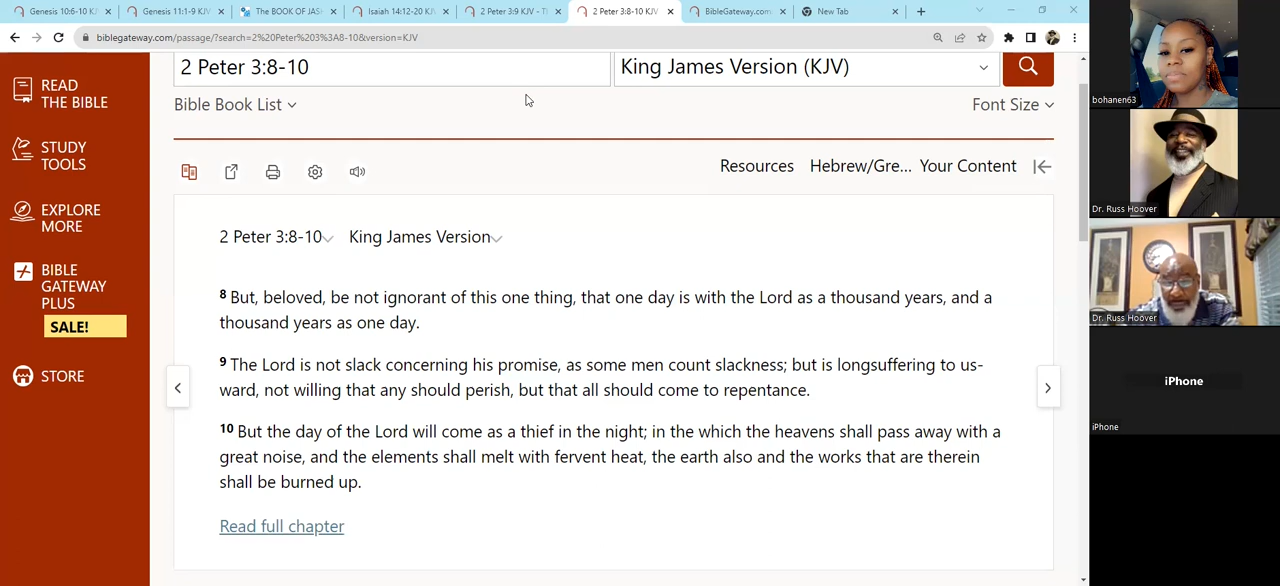 Genesis 10:6-10 KJ
Genesis 11:1-9 KJV
The BOOK OF JAS
Isaiah 14:12-20 KJV
2 Peter 3:9 KJV - T
2 Peter 3:8-10 KJV
BibleGateway.com
New Tab
biblegateway.com/passage/?search=2%20Peter%203%3A8-10&version=KJV
2 Peter 3:8-10
King James Version (KJV)
Bible Book List
Font Size
READ
THE BIBLE
STUDY
TOOLS
EXPLORE
MORE
BIBLE
GATEWAY
PLUS
SALE!
STORE
Resources Hebrew/Gre... Your Content
2 Peter 3:8-10 King James Version
8 But, beloved, be not ignorant of this one thing, that one day is with the Lord as a thousand years, and a
thousand years as one day.
9 The Lord is not slack concerning his promise, as some men count slackness; but is longsuffering to us-
ward, not willing that any should perish, but that all should come to repentance.
10 But the day of the Lord will come as a thief in the night; in the which the heavens shall pass away with a
great noise, and the elements shall melt with fervent heat, the earth also and the works that are therein
shall be burned up.
Read full chapter
bohanen63
Dr. Russ Hoover
Dr. Russ Hoover
iPhone
iPhone